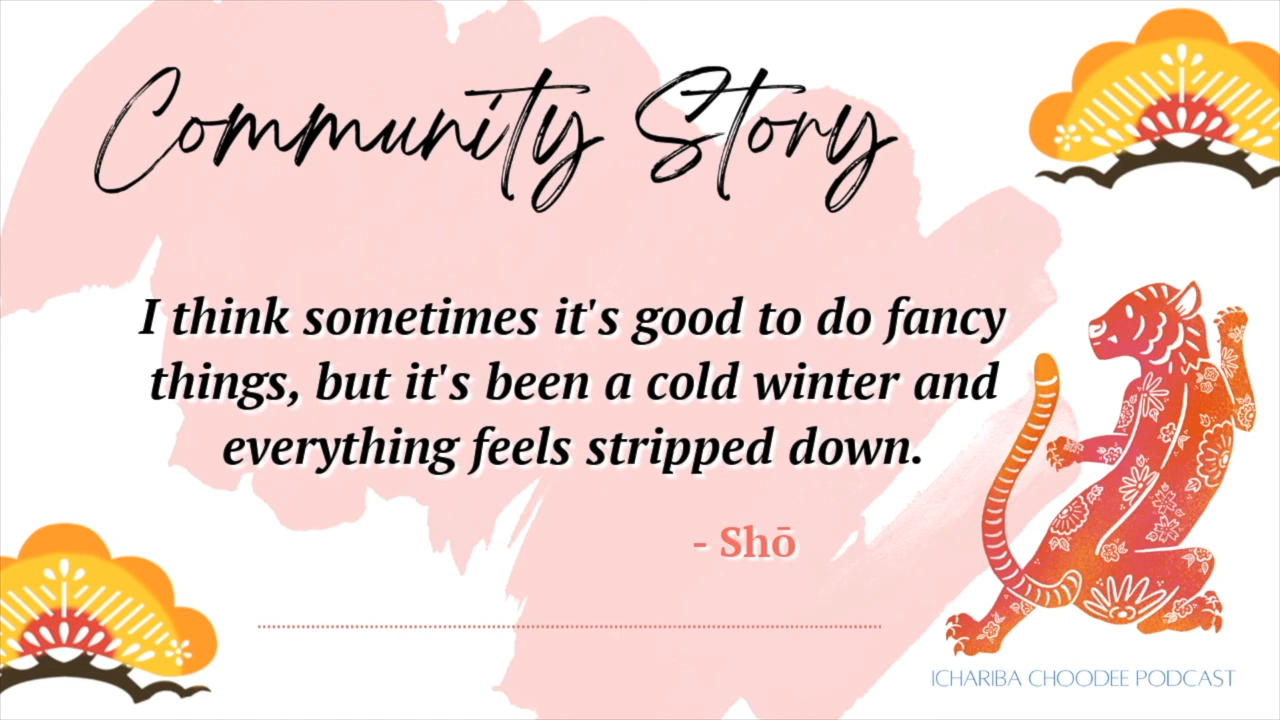 Community Story
I think sometimes it's good to do fancy
things, but it's been a cold winter and
everything feels stripped down.
- Shō
ICHARIBA CHOODEE PODCAST